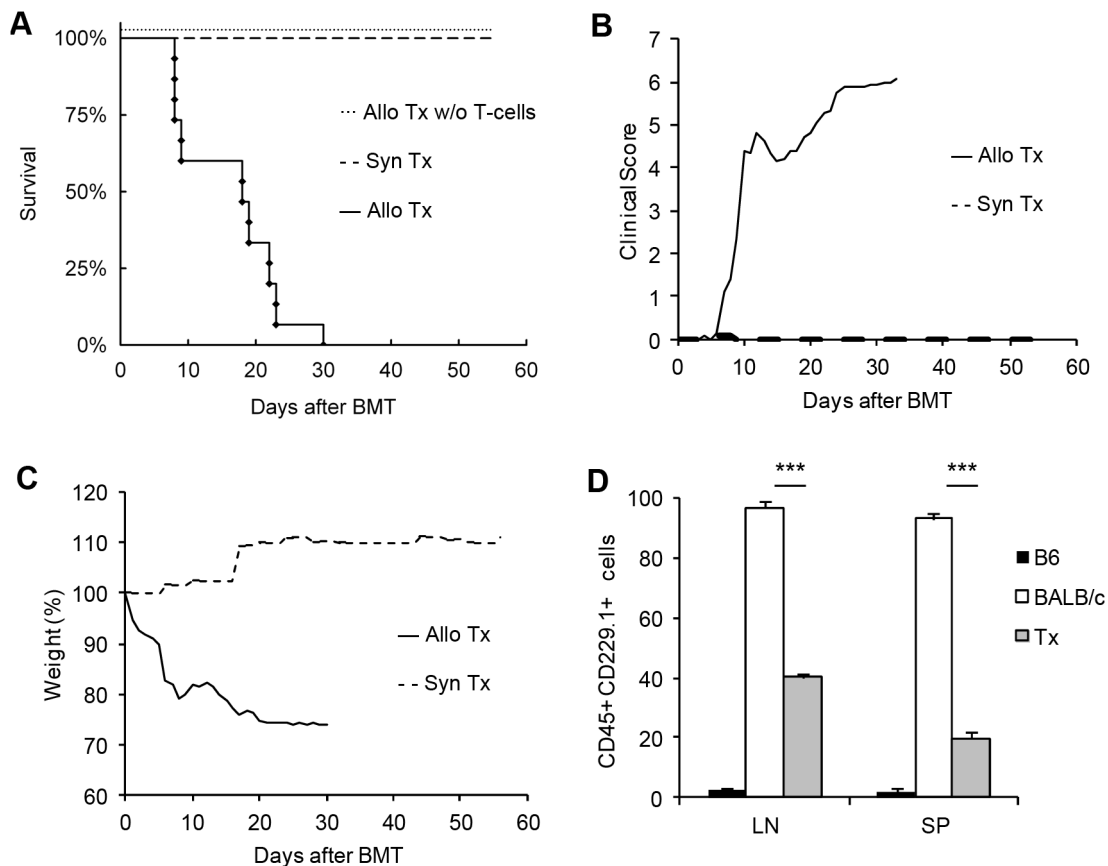 A
100%
75%
50%
25%
0%
Survival
0 10 20 30 40 50 60
Days after BMT
Allo Tx w/o T-cells
Syn Tx
Allo Tx
B
7
6
5
4
3
2
1
0
Clinical Score
0 10 20 30 40 50 60
Days after BMT
Allo Tx
Syn Tx
C
120
110
100
90
80
70
60
Weight (%)
0 10 20 30 40 50 60
Days after BMT
Allo Tx
Syn Tx
D
*** ***
100
80
60
40
20
0
CD45+ CD229.1+ cells
LN SP
B6
BALB/c
Tx